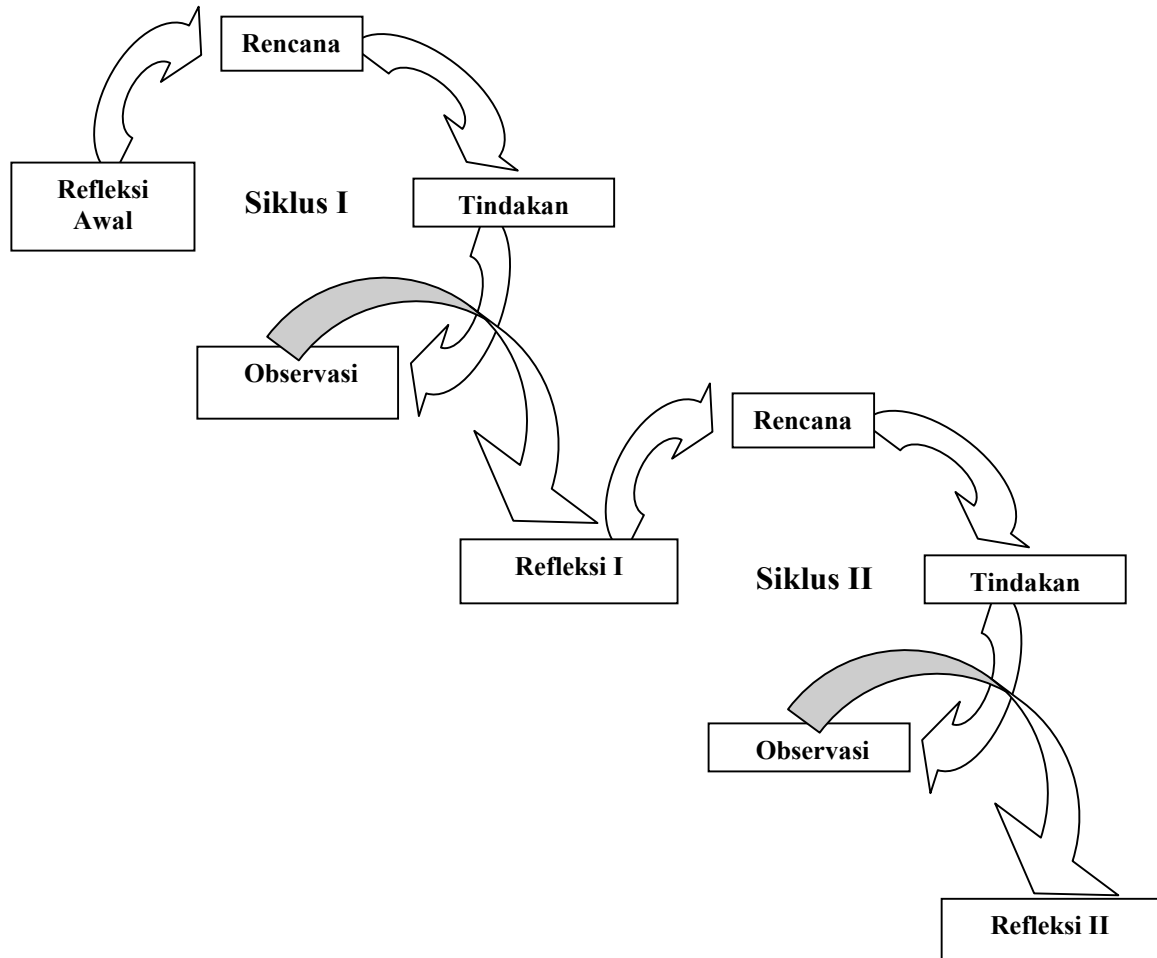 Rencana
Refleksi
Awal
Siklus I
Tindakan
Observasi
Rencana
Refleksi I
Siklus II
Tindakan
Observasi
Refleksi II